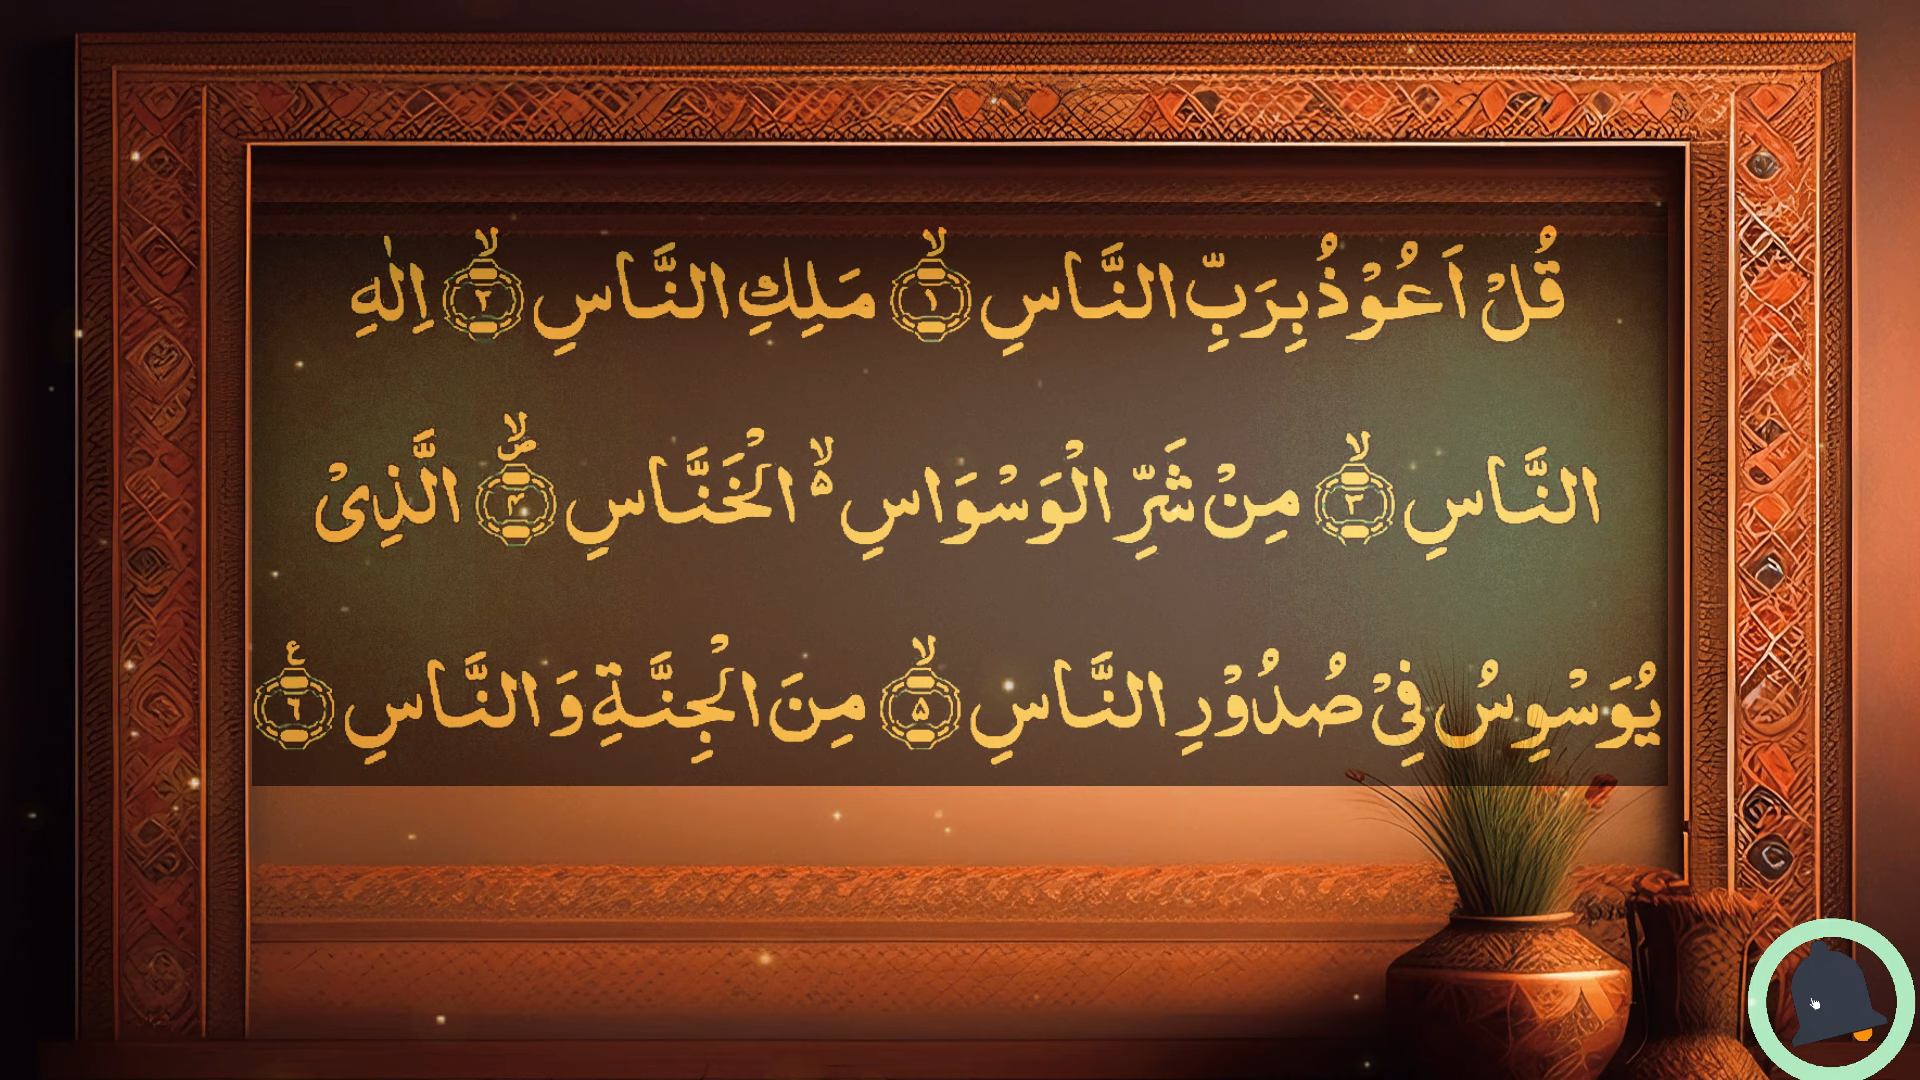 قُلْ اَعُوْذُ بِرَبِّ النَّاسِ ۙ‏﴿۱﴾ مَلِكِ النَّاسِ ۙ‏﴿۲﴾ اِلٰهِ
النَّاسِ ۙ‏﴿۳﴾ مِنْ شَرِّ الْوَسْوَاسِ ۙ۬ الْخَنَّاسِ ۪ۙ‏﴿۴﴾ الَّذِىْ
يُوَسْوِسُ فِىْ صُدُوْرِ النَّاسِ ۙ‏﴿۵﴾ مِنَ الْجِنَّةِ وَالنَّاسِ ‏﴿۶﴾ ع